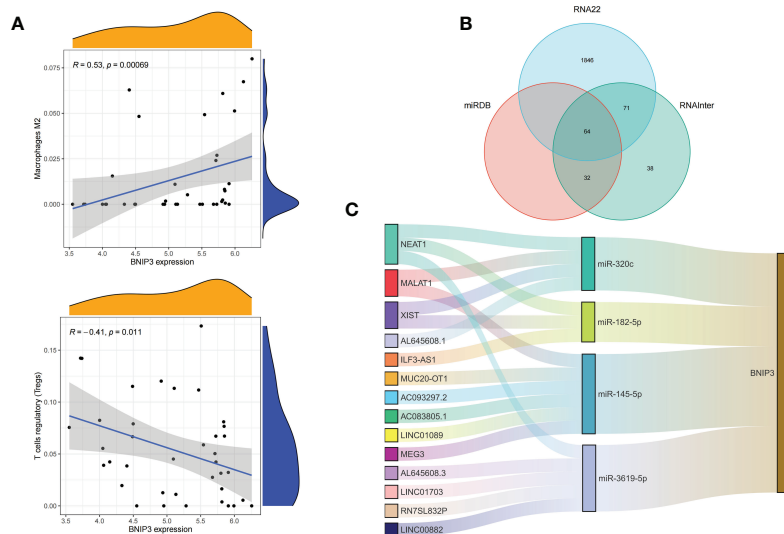 A
R = 0.53, p = 0.00069
Macrophages M2
0.075
0.050
0.025
0.000
3.5 4.0 4.5 5.0 5.5 6.0
BNIP3 expression
R = −0.41, p = 0.011
T cells regulatory (Tregs)
0.15
0.10
0.05
0.00
3.5 4.0 4.5 5.0 5.5 6.0
BNIP3 expression
B
RNA22
1846
miRDB
RNAInter
71
64
32
38
C
NEAT1
MALAT1
XIST
AL645608.1
ILF3-AS1
MUC20-OT1
AC093297.2
AC083805.1
LINC01089
MEG3
AL645608.3
LINC01703
RN7SL832P
LINC00882
miR-320c
miR-182-5p
miR-145-5p
miR-3619-5p
BNIP3